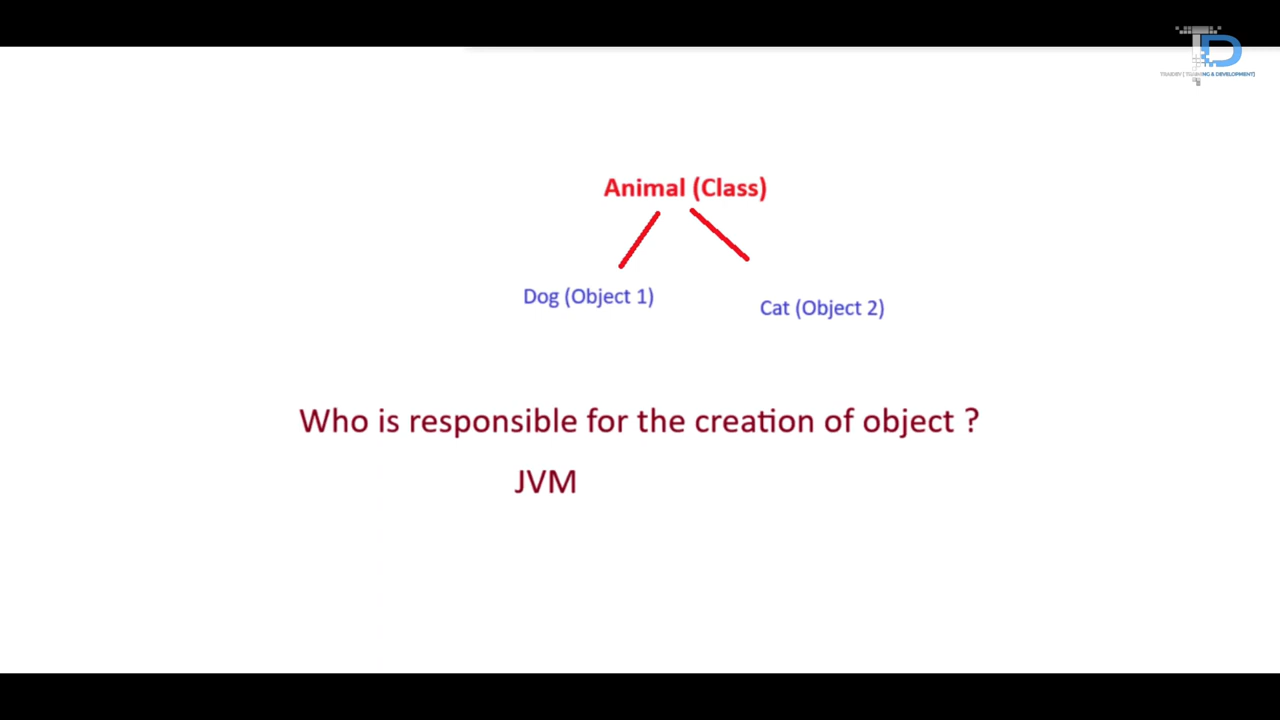 Animal (Class)
Dog (Object 1)
Cat (Object 2)
Who is responsible for the creation of object ?
JVM